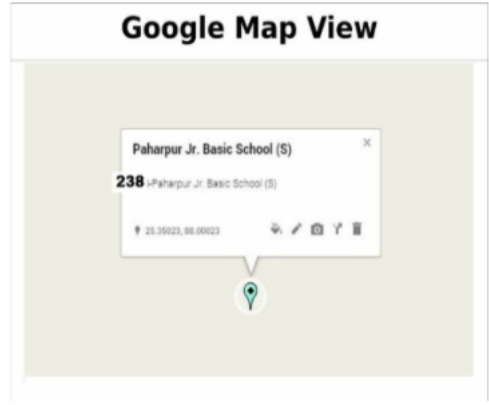 Google Map View
Paharpur Jr. Basic School (S)
238 -Paharpur Jr. Basic School (S)
25.35023, 88.00023